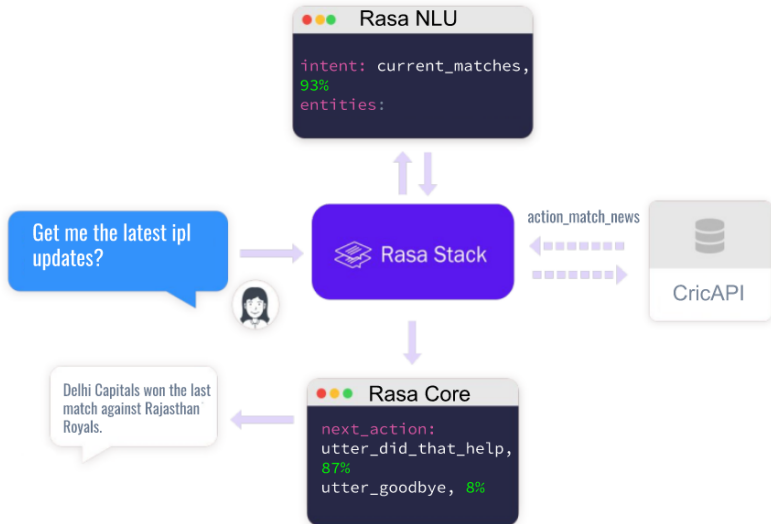 Rasa NLU
intent: current_matches,
93%
entities:
Get me the latest ipl
updates?
Rasa Stack
action_match_news
CricAPI
Rasa Core
next_action:
utter_did_that_help,
87%
utter_goodbye, 8%
Delhi Capitals won the last
match against Rajasthan
Royals.